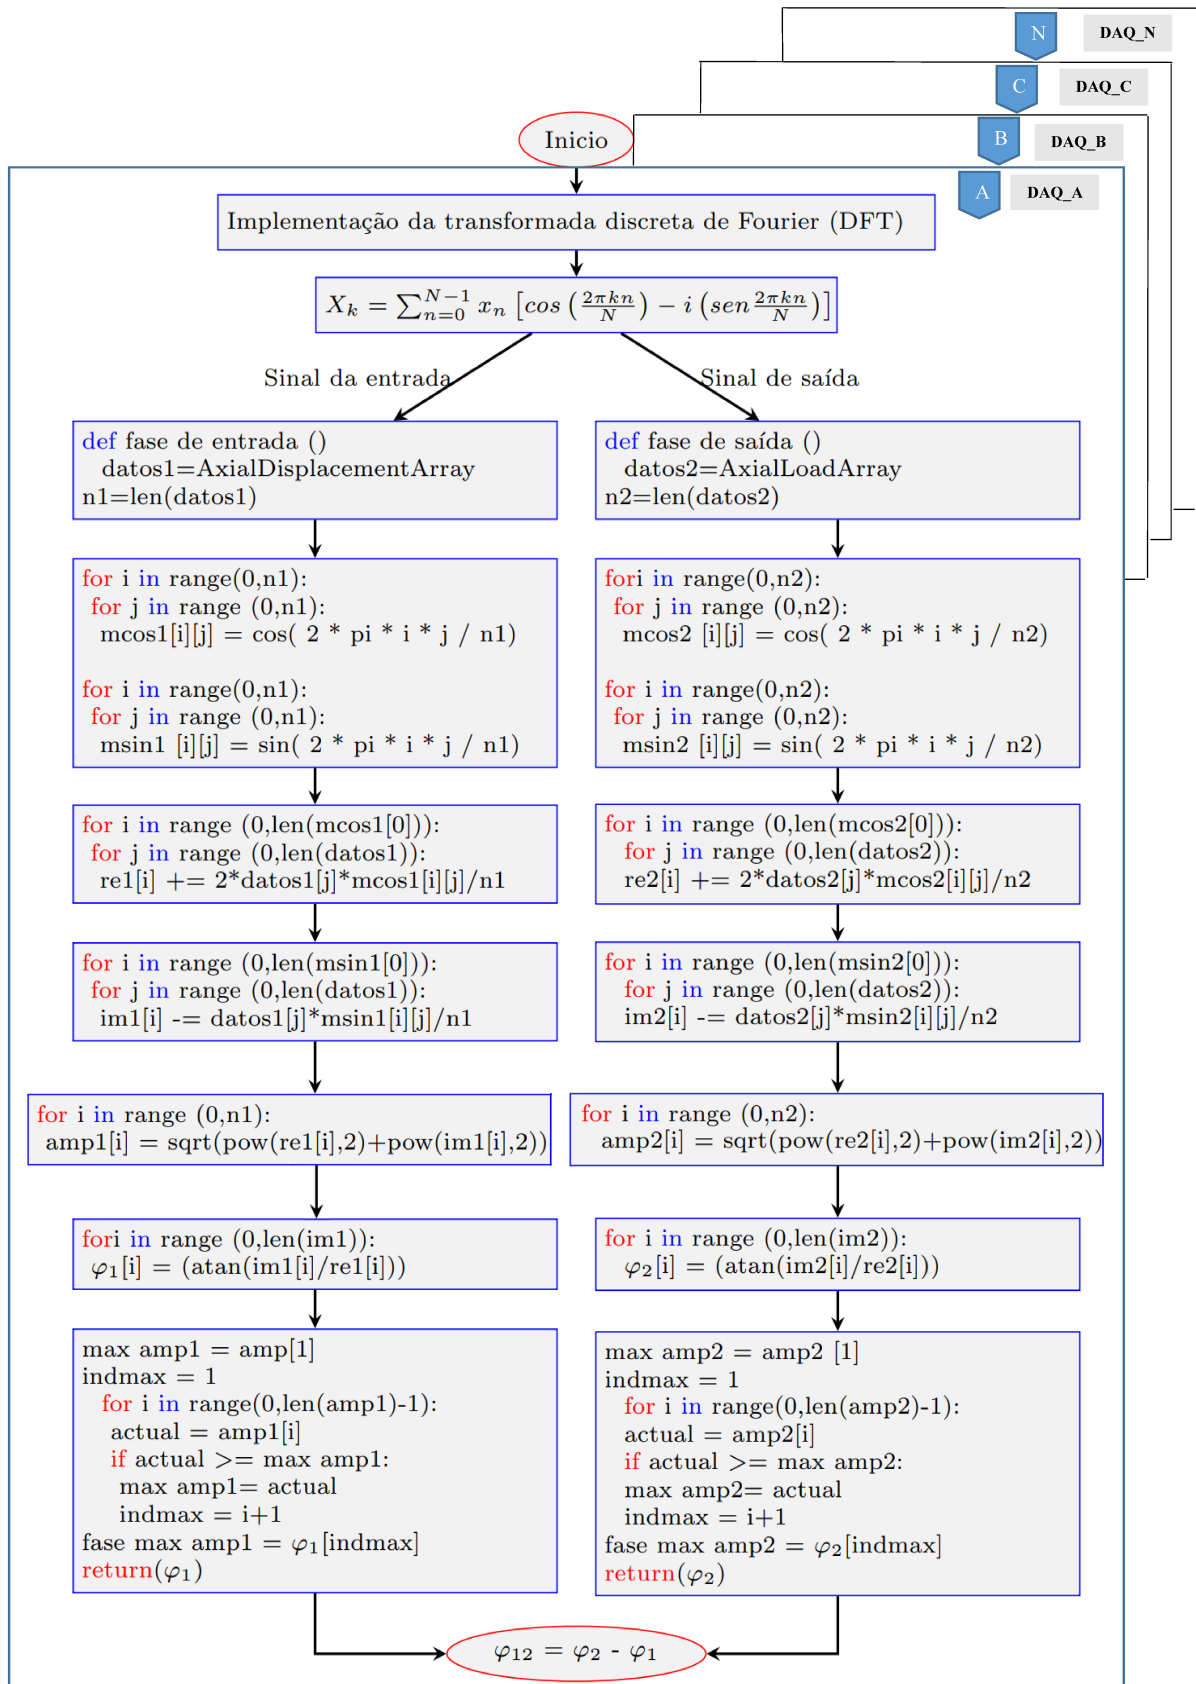 N DAQ_N
C DAQ_C
B DAQ_B
A DAQ_A
Inicio
Implementação da transformada discreta de Fourier (DFT)
X_k = ∑_{n=0}^{N−1} x_n [cos (2πkn/N) − i (sen 2πkn/N)]
Sinal da entrada
Sinal de saída
def fase de entrada ()
datos1=AxialDisplacementArray
n1=len(datos1)
for i in range(0,n1):
for j in range (0,n1):
mcos1[i][j] = cos( 2 * pi * i * j / n1)
for i in range(0,n1):
for j in range (0,n1):
msin1 [i][j] = sin( 2 * pi * i * j / n1)
for i in range (0,len(mcos1[0])):
for j in range (0,len(datos1)):
re1[i] += 2*datos1[j]*mcos1[i][j]/n1
for i in range (0,len(msin1[0])):
for j in range (0,len(datos1)):
im1[i] -= datos1[j]*msin1[i][j]/n1
for i in range (0,n1):
amp1[i] = sqrt(pow(re1[i],2)+pow(im1[i],2))
fori in range (0,len(im1)):
φ₁[i] = (atan(im1[i]/re1[i]))
max amp1 = amp[1]
indmax = 1
for i in range(0,len(amp1)-1):
actual = amp1[i]
if actual >= max amp1:
max amp1= actual
indmax = i+1
fase max amp1 = φ₁[indmax]
return(φ₁)
def fase de saída ()
datos2=AxialLoadArray
n2=len(datos2)
fori in range(0,n2):
for j in range (0,n2):
mcos2 [i][j] = cos( 2 * pi * i * j / n2)
for i in range(0,n2):
for j in range (0,n2):
msin2 [i][j] = sin( 2 * pi * i * j / n2)
for i in range (0,len(mcos2[0])):
for j in range (0,len(datos2)):
re2[i] += 2*datos2[j]*mcos2[i][j]/n2
for i in range (0,len(msin2[0])):
for j in range (0,len(datos2)):
im2[i] -= datos2[j]*msin2[i][j]/n2
for i in range (0,n2):
amp2[i] = sqrt(pow(re2[i],2)+pow(im2[i],2))
for i in range (0,len(im2)):
φ₂[i] = (atan(im2[i]/re2[i]))
max amp2 = amp2 [1]
indmax = 1
for i in range(0,len(amp2)-1):
actual = amp2[i]
if actual >= max amp2:
max amp2= actual
indmax = i+1
fase max amp2 = φ₂[indmax]
return(φ₂)
φ₁₂ = φ₂ - φ₁